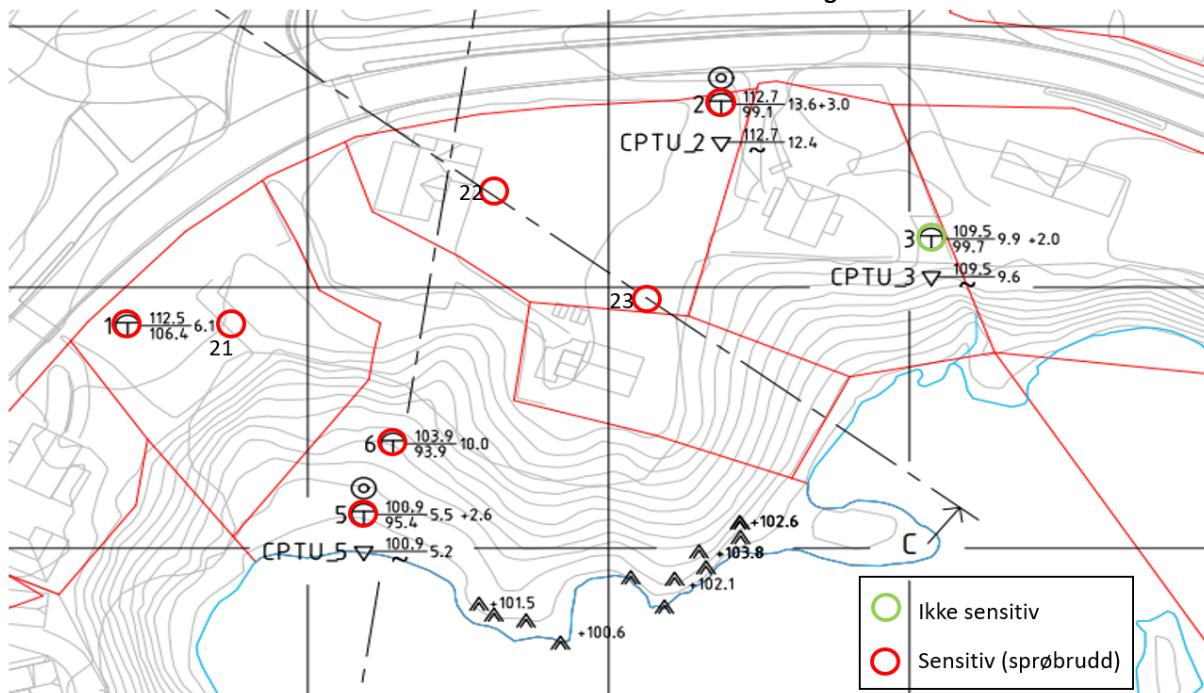 2 112.7 13.6+3.0
99.1
CPTU_2 112.7 12.4
~
22
3 109.5 9.9 +2.0
99.7
CPTU_3 109.5 9.6
~
23
1 112.5 6.1
106.4
21
6 103.9 10.0
93.9
5 100.9 5.5 +2.6
95.4
CPTU_5 100.9 5.2
~
+102.6
C
+103.8
+102.1
+101.5
+100.6
Ikke sensitiv
Sensitiv (sprøbrudd)